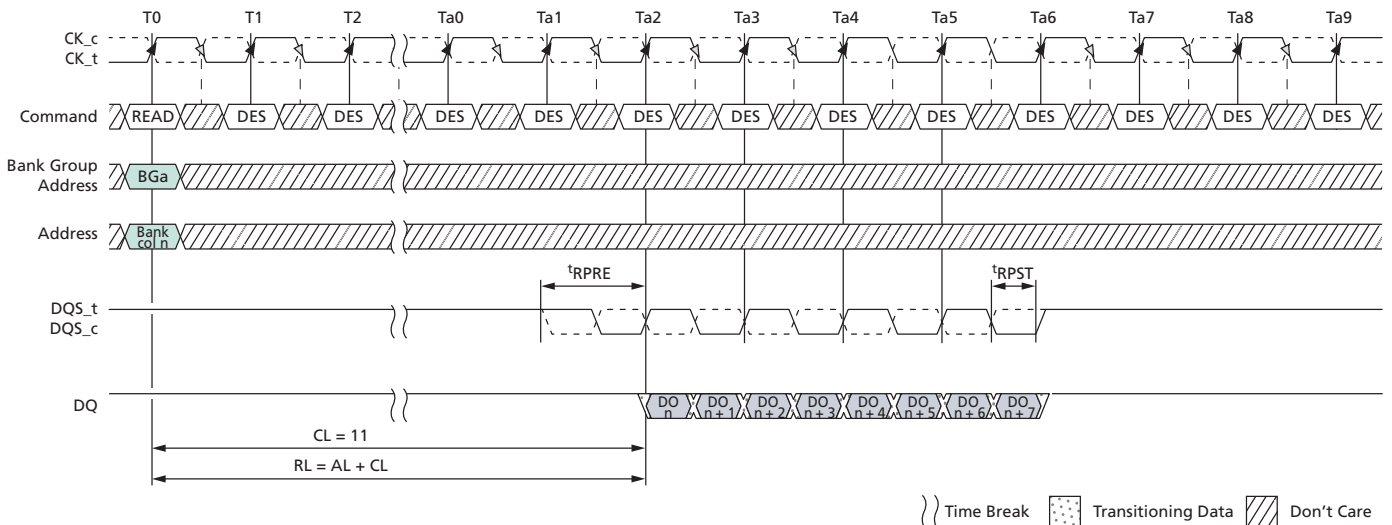 T0 T1 T2 Ta0 Ta1 Ta2 Ta3 Ta4 Ta5 Ta6 Ta7 Ta8 Ta9
CK_c
CK_t
Command READ DES DES DES DES DES DES DES DES DES DES DES DES
Bank Group
Address
BGa
Address
Bank
col n
tRPRE tRPST
DQS_t
DQS_c
DQ
DO
n
DO
n + 1
DO
n + 2
DO
n + 3
DO
n + 4
DO
n + 5
DO
n + 6
DO
n + 7
CL = 11
RL = AL + CL
Time Break Transitioning Data Don't Care